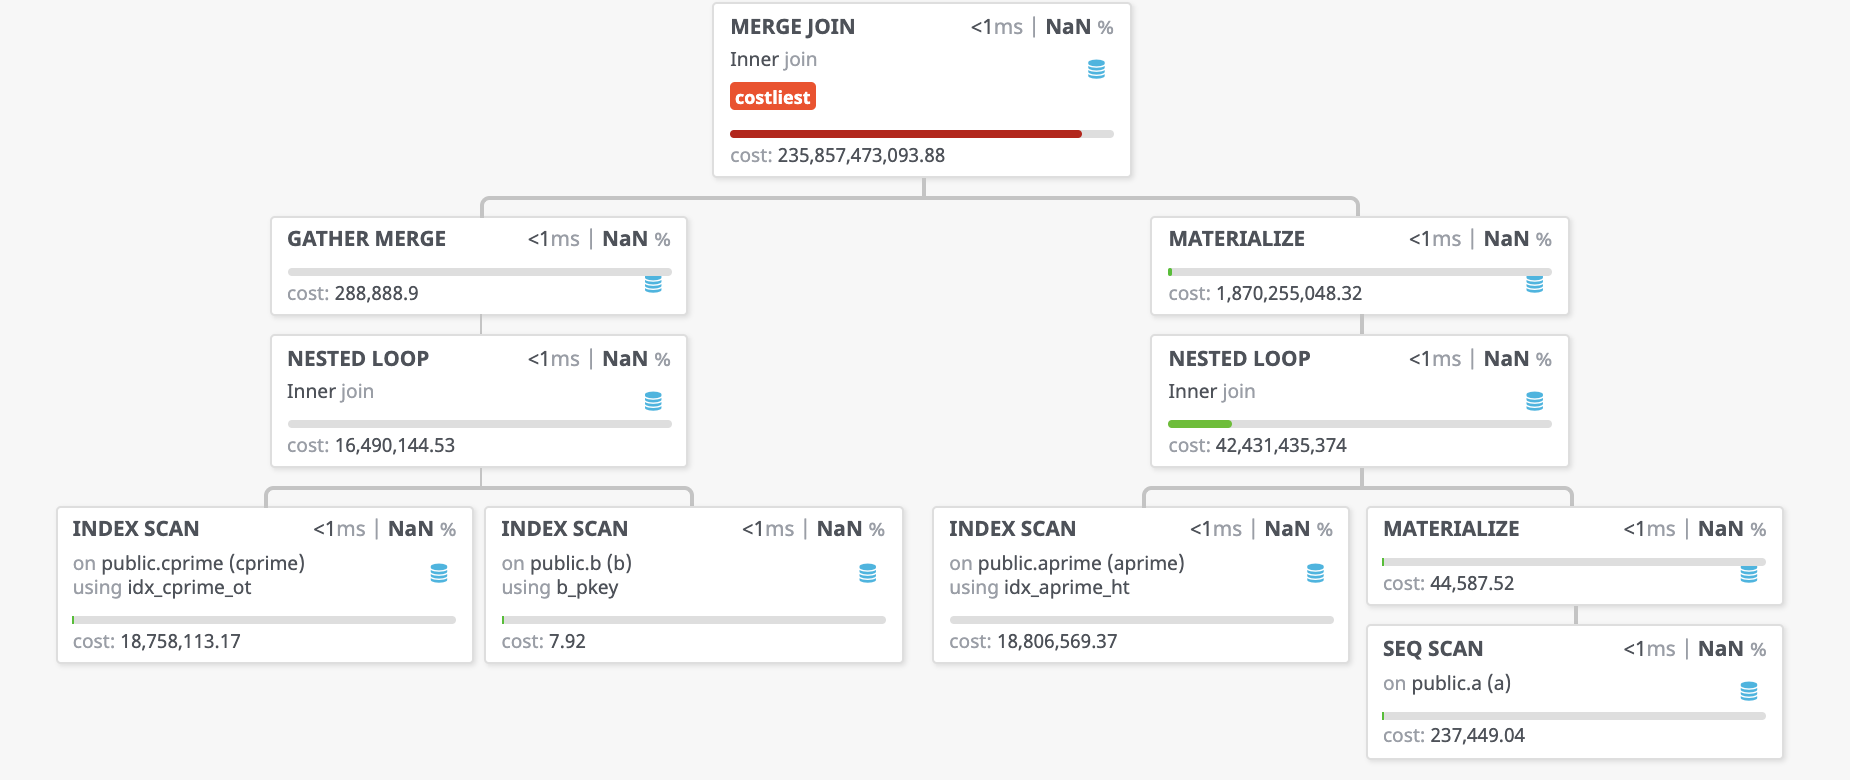 MERGE JOIN <1ms | NaN %
Inner join
costliest
cost: 235,857,473,093.88
GATHER MERGE <1ms | NaN %
cost: 288,888.9
MATERIALIZE <1ms | NaN %
cost: 1,870,255,048.32
NESTED LOOP <1ms | NaN %
Inner join
cost: 16,490,144.53
NESTED LOOP <1ms | NaN %
Inner join
cost: 42,431,435,374
INDEX SCAN <1ms | NaN %
on public.cprime (cprime)
using idx_cprime_ot
cost: 18,758,113.17
INDEX SCAN <1ms | NaN %
on public.b (b)
using b_pkey
cost: 7.92
INDEX SCAN <1ms | NaN %
on public.aprime (aprime)
using idx_aprime_ht
cost: 18,806,569.37
MATERIALIZE <1ms | NaN %
cost: 44,587.52
SEQ SCAN <1ms | NaN %
on public.a (a)
cost: 237,449.04